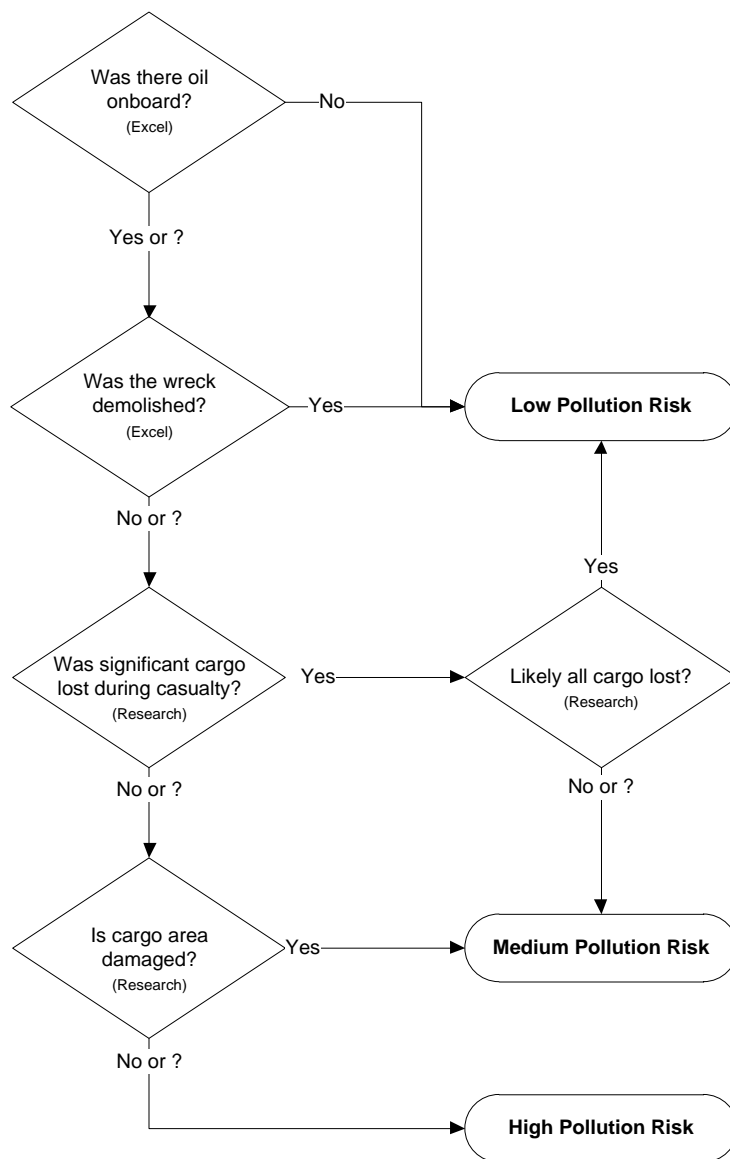 Was there oil
onboard?
(Excel)
No
Yes or ?
Was the wreck
demolished?
(Excel)
Yes
Low Pollution Risk
No or ?
Yes
Was significant cargo
lost during casualty?
(Research)
Yes
Likely all cargo lost?
(Research)
No or ?
No or ?
Is cargo area
damaged?
(Research)
Yes
Medium Pollution Risk
No or ?
High Pollution Risk